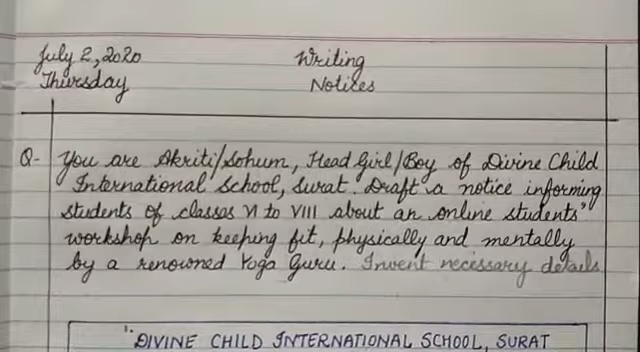 July 2, 2020
Thursday
Writing
Notices
Q- You are Akriti/Sohum, Head Girl/Boy of Divine Child
International School, Surat. Draft a notice informing
students of classes VI to VIII about an online students'
workshop on keeping fit, physically and mentally
by a renowned Yoga Guru. Invent necessary details
DIVINE CHILD INTERNATIONAL SCHOOL, SURAT